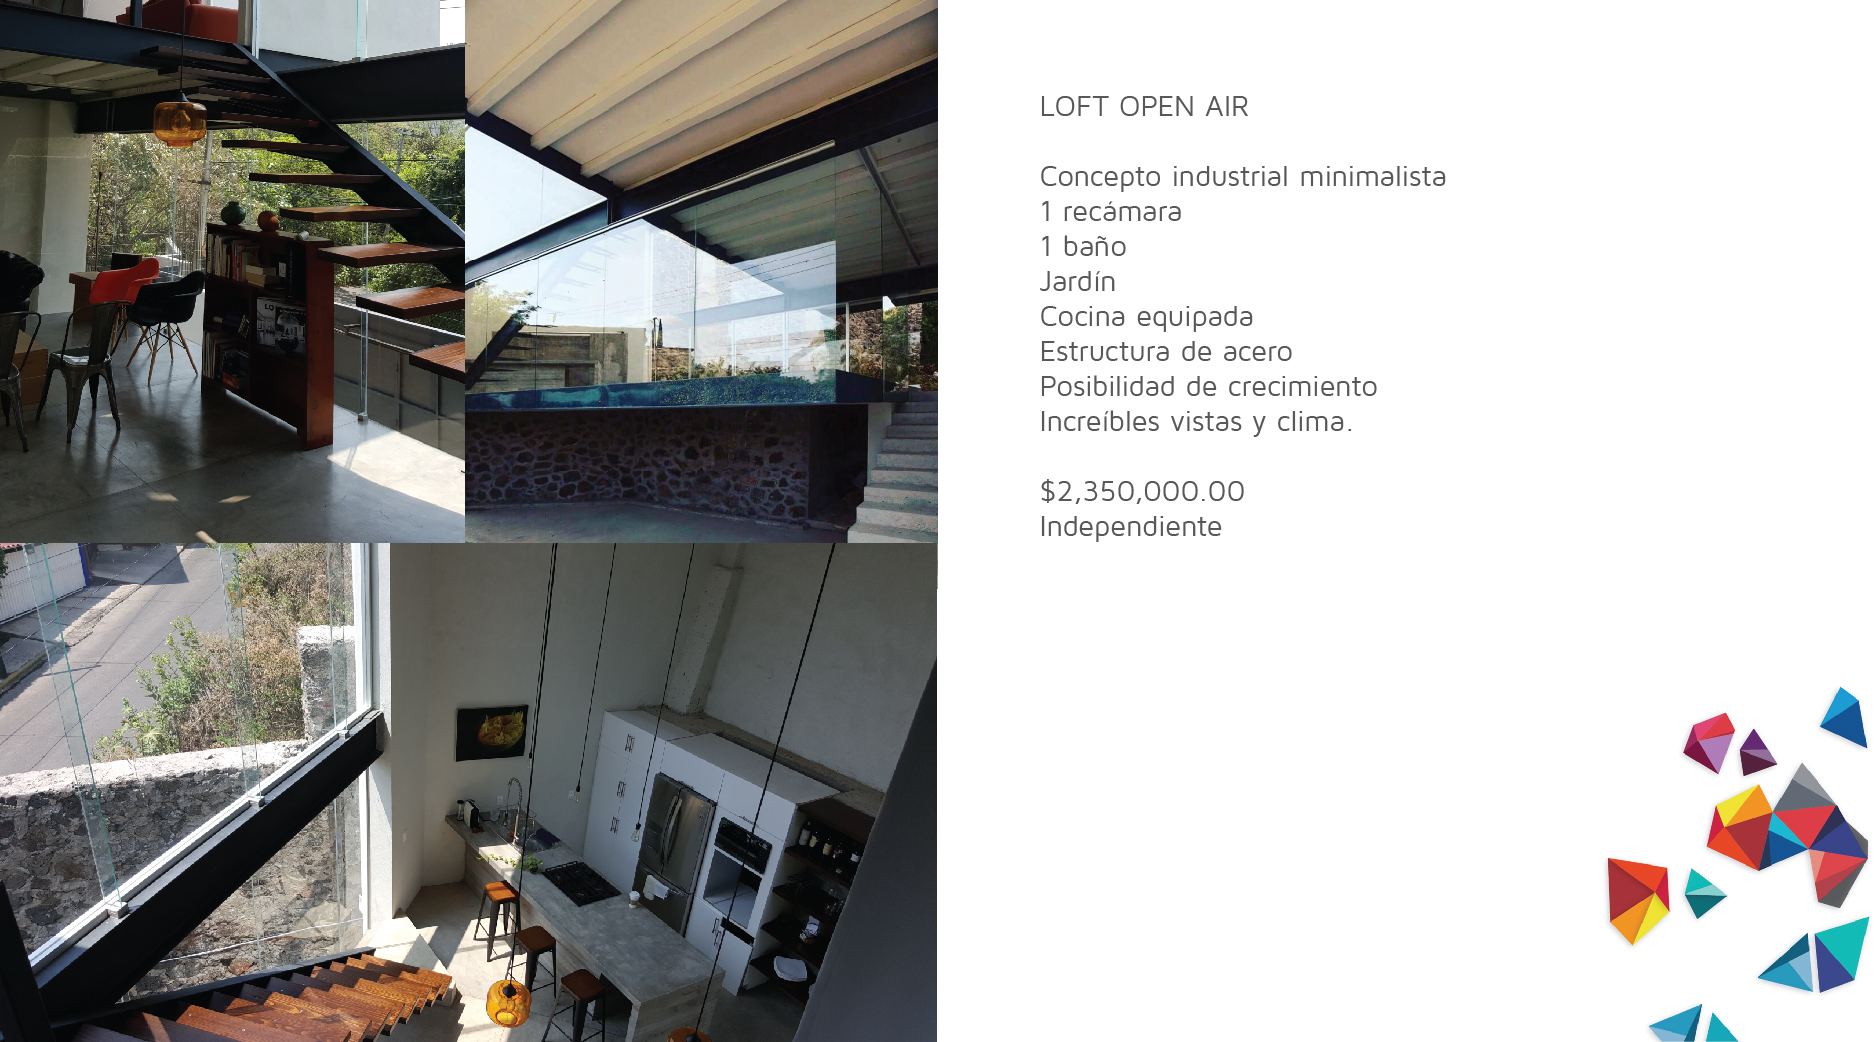 LOFT OPEN AIR
Concepto industrial minimalista
1 recámara
1 baño
Jardín
Cocina equipada
Estructura de acero
Posibilidad de crecimiento
Increíbles vistas y clima.
$2,350,000.00
Independiente